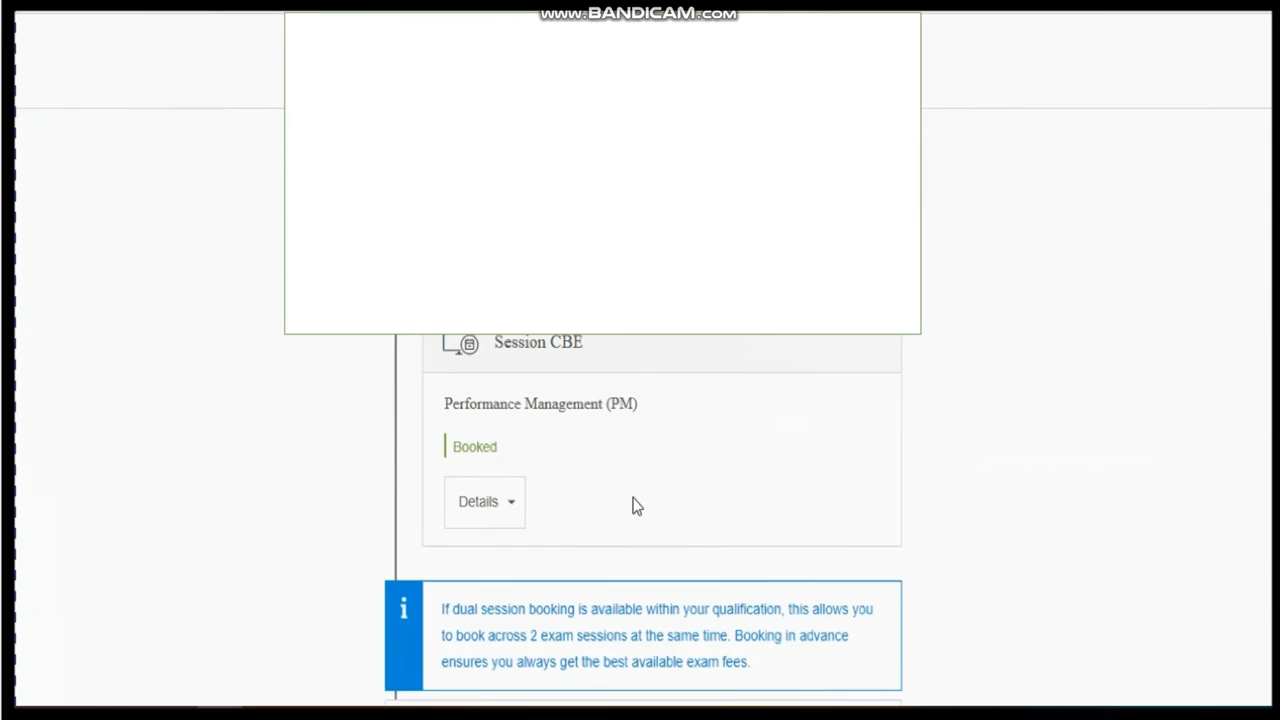 www.BANDICAM.com
Session CBE
Performance Management (PM)
Booked
Details
If dual session booking is available within your qualification, this allows you
to book across 2 exam sessions at the same time. Booking in advance
ensures you always get the best available exam fees.